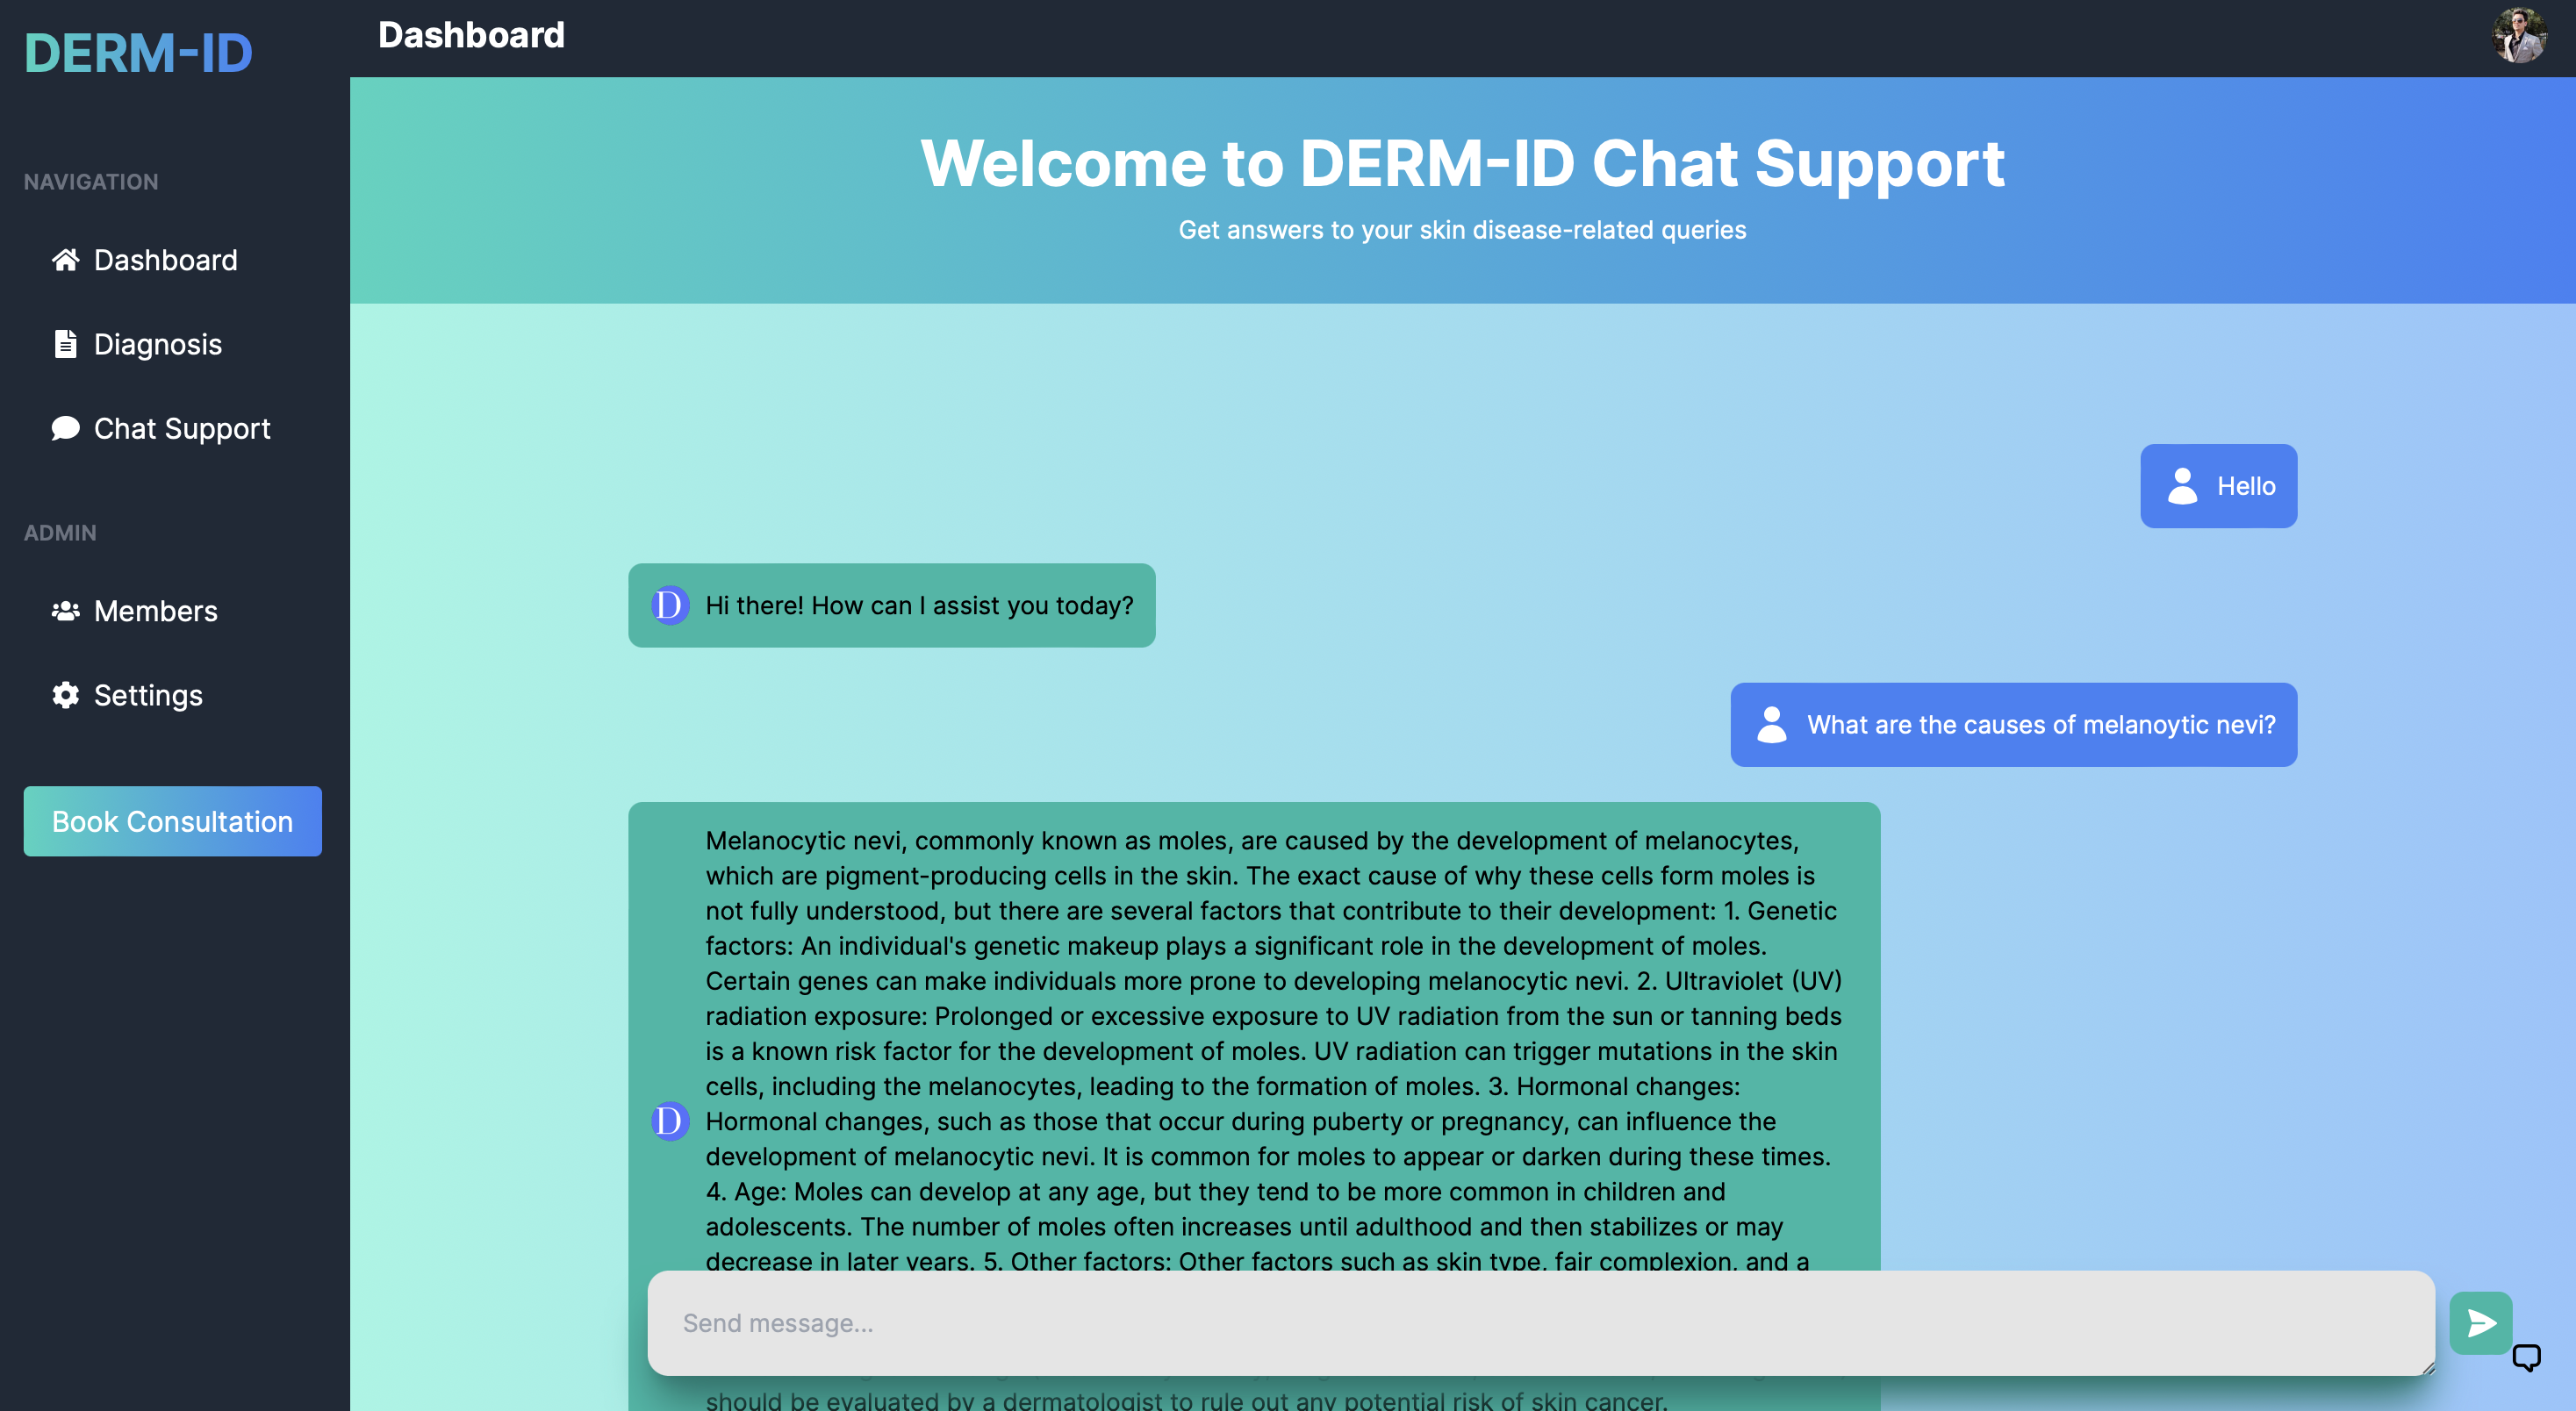 DERM-ID
NAVIGATION
Dashboard
Diagnosis
Chat Support
ADMIN
Members
Settings
Book Consultation
Dashboard
Welcome to DERM-ID Chat Support
Get answers to your skin disease-related queries
Hello
D
Hi there! How can I assist you today?
What are the causes of melanoytic nevi?
Melanocytic nevi, commonly known as moles, are caused by the development of melanocytes,
which are pigment-producing cells in the skin. The exact cause of why these cells form moles is
not fully understood, but there are several factors that contribute to their development: 1. Genetic
factors: An individual's genetic makeup plays a significant role in the development of moles.
Certain genes can make individuals more prone to developing melanocytic nevi. 2. Ultraviolet (UV)
radiation exposure: Prolonged or excessive exposure to UV radiation from the sun or tanning beds
is a known risk factor for the development of moles. UV radiation can trigger mutations in the skin
cells, including the melanocytes, leading to the formation of moles. 3. Hormonal changes:
D
Hormonal changes, such as those that occur during puberty or pregnancy, can influence the
development of melanocytic nevi. It is common for moles to appear or darken during these times.
4. Age: Moles can develop at any age, but they tend to be more common in children and
adolescents. The number of moles often increases until adulthood and then stabilizes or may
decrease in later years. 5. Other factors: Other factors such as skin type, fair complexion, and a
Send message...
should be evaluated by a dermatologist to rule out any potential risk of skin cancer.